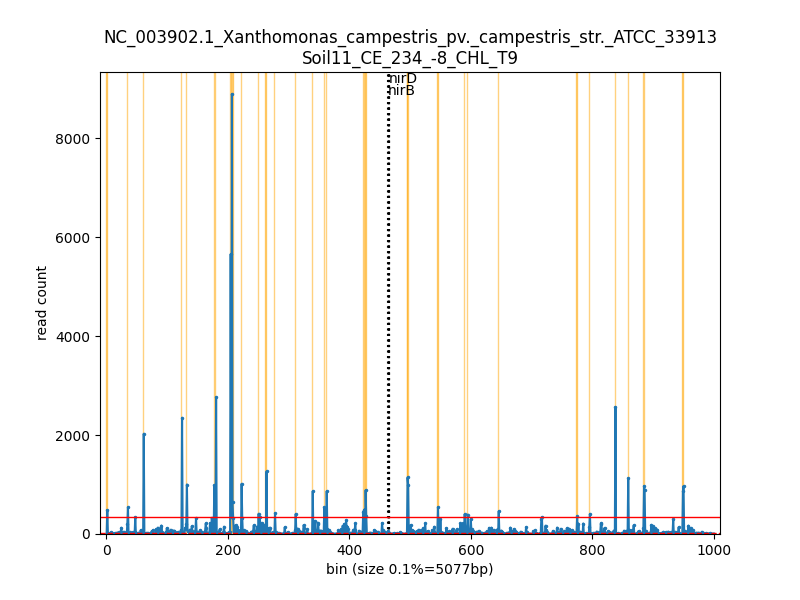 NC_003902.1_Xanthomonas_campestris_pv._campestris_str._ATCC_33913
Soil11_CE_234_-8_CHL_T9
nirD
nirB
8000
6000
4000
2000
0
read count
0 200 400 600 800 1000
bin (size 0.1%=5077bp)